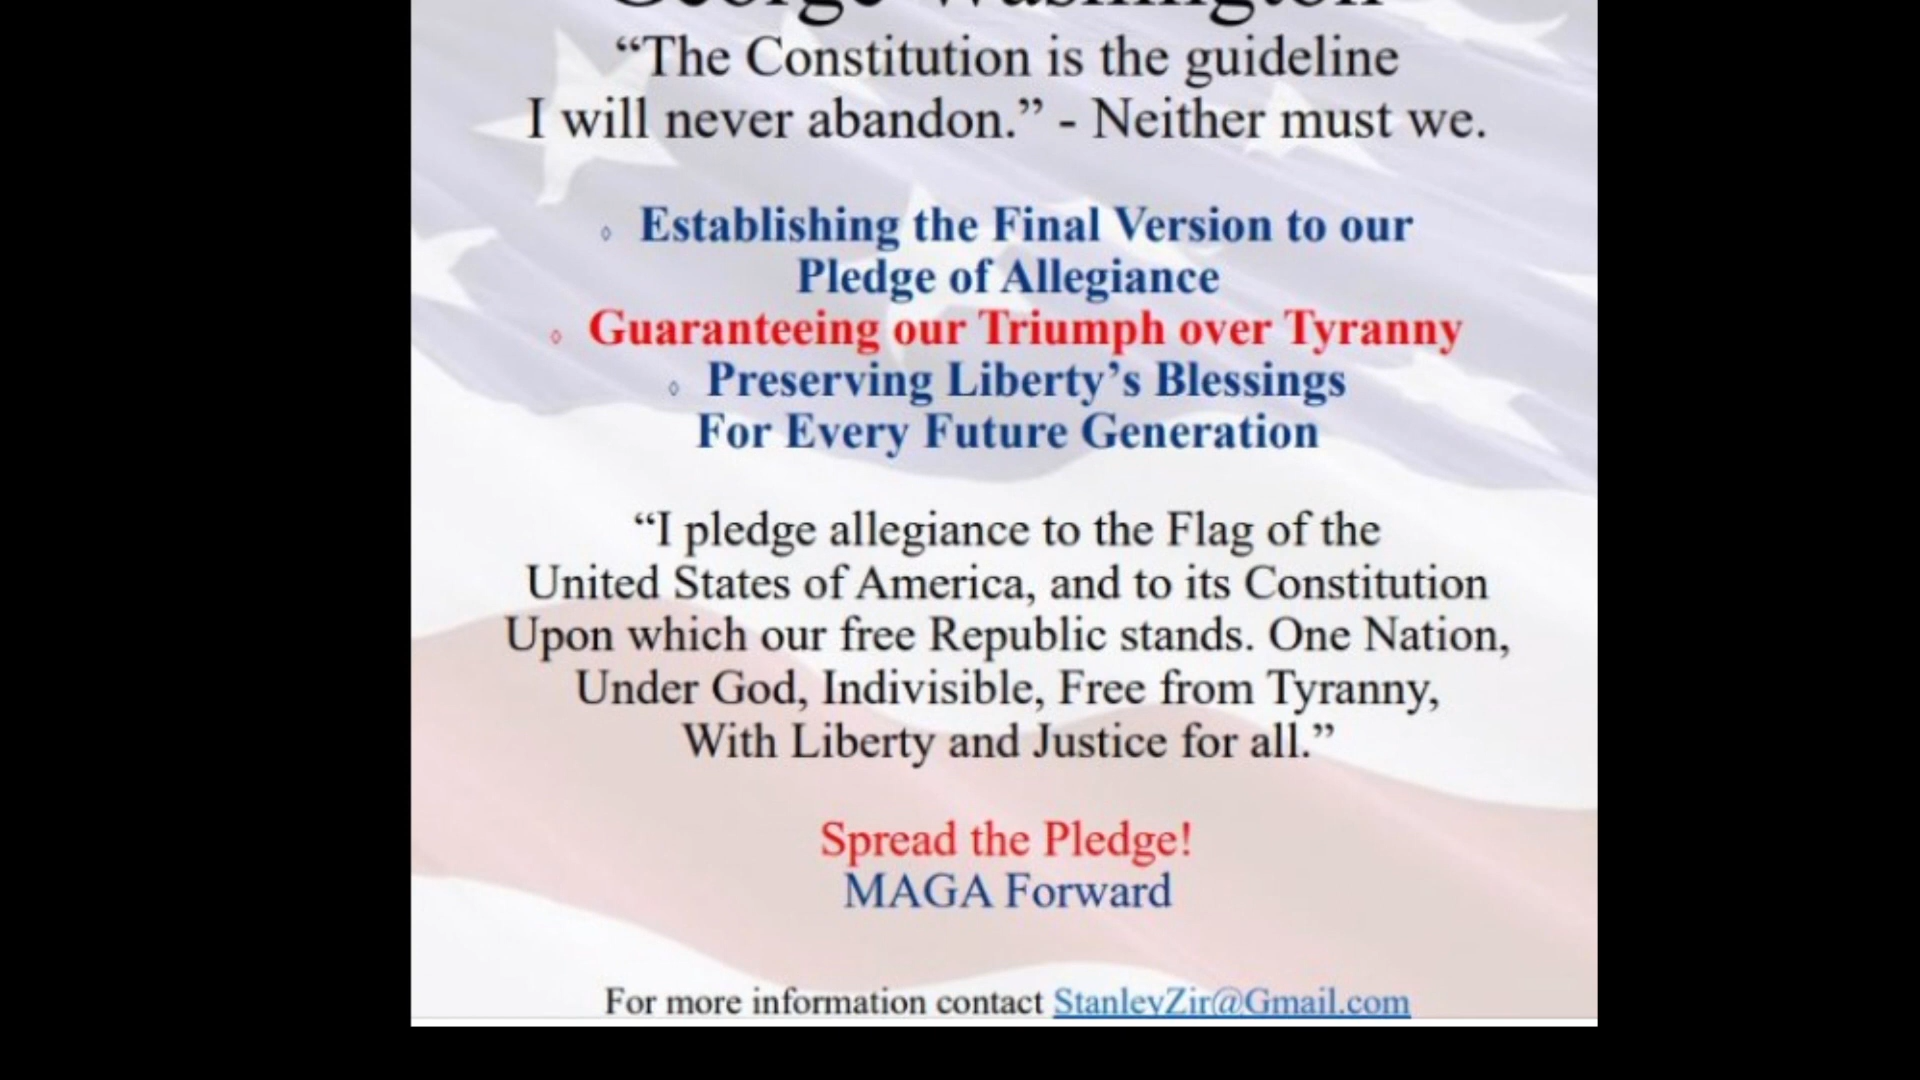 George Washington
“The Constitution is the guideline
I will never abandon.” - Neither must we.
◊ Establishing the Final Version to our
Pledge of Allegiance
◊ Guaranteeing our Triumph over Tyranny
◊ Preserving Liberty’s Blessings
For Every Future Generation
“I pledge allegiance to the Flag of the
United States of America, and to its Constitution
Upon which our free Republic stands. One Nation,
Under God, Indivisible, Free from Tyranny,
With Liberty and Justice for all.”
Spread the Pledge!
MAGA Forward
For more information contact StanleyZir@Gmail.com